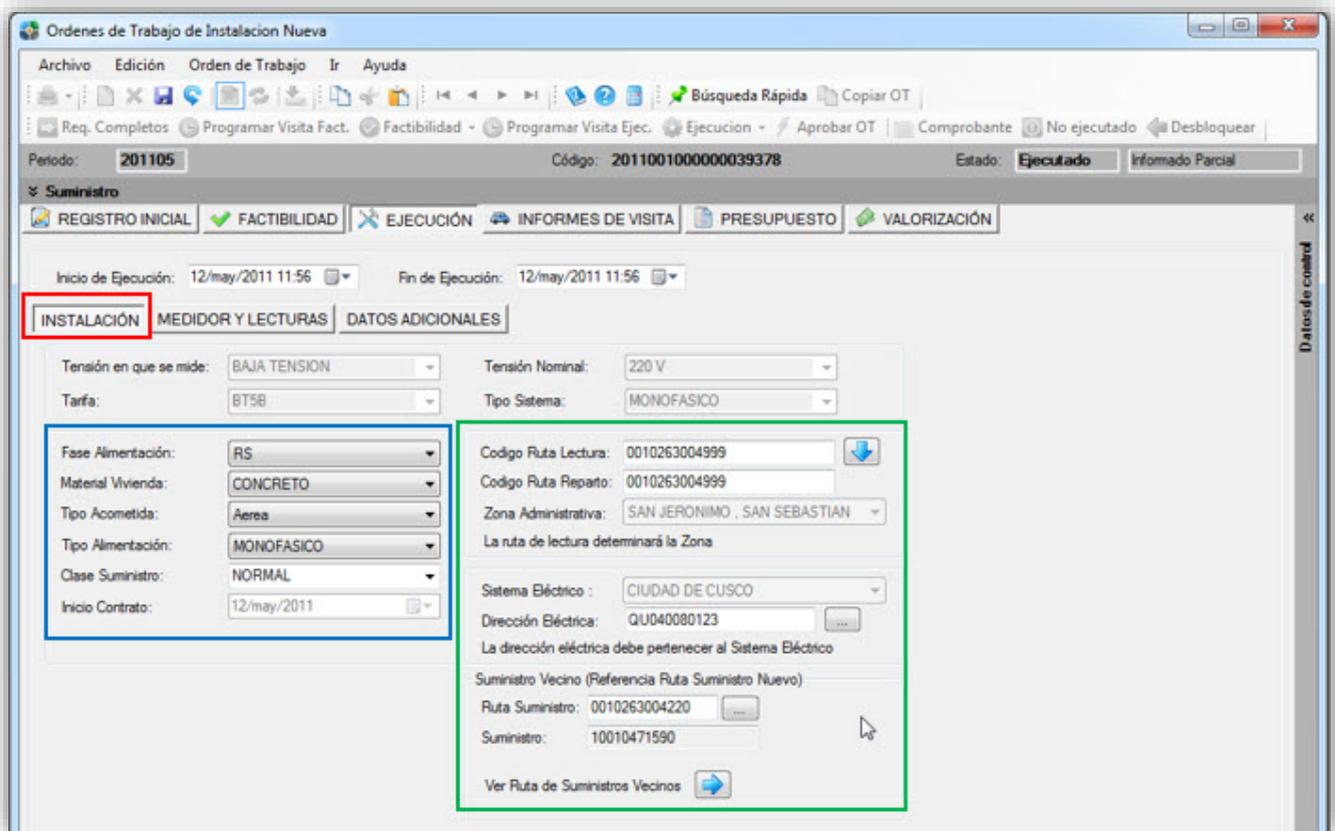 Ordenes de Trabajo de Instalacion Nueva
Archivo Edición Orden de Trabajo Ir Ayuda
Búsqueda Rápida Copiar OT
Req. Completos Programar Visita Fact. Factibilidad Programar Visita Ejec. Ejecucion Aprobar OT Comprobante No ejecutado Desbloquear
Periodo: 201105 Código: 2011001000000039378 Estado: Ejecutado Informado Parcial
Suministro
REGISTRO INICIAL FACTIBILIDAD EJECUCIÓN INFORMES DE VISITA PRESUPUESTO VALORIZACIÓN
Datos de control
Inicio de Ejecución: 12/may/2011 11:56 Fin de Ejecución: 12/may/2011 11:56
INSTALACIÓN MEDIDOR Y LECTURAS DATOS ADICIONALES
Tensión en que se mide: BAJA TENSION Tensión Nominal: 220 V
Tarifa: BT5B Tipo Sistema: MONOFASICO
Fase Alimentación: RS Codigo Ruta Lectura: 0010263004999
Material Vivienda: CONCRETO Codigo Ruta Reparto: 0010263004999
Tipo Acometida: Aerea Zona Administrativa: SAN JERONIMO , SAN SEBASTIAN
Tipo Alimentación: MONOFASICO La ruta de lectura determinará la Zona
Clase Suministro: NORMAL Sistema Eléctrico : CIUDAD DE CUSCO
Inicio Contrato: 12/may/2011 Dirección Eléctrica: QU040080123 ...
La dirección eléctrica debe pertenecer al Sistema Eléctrico
Suministro Vecino (Referencia Ruta Suministro Nuevo)
Ruta Suministro: 0010263004220 ...
Suministro: 10010471590
Ver Ruta de Suministros Vecinos